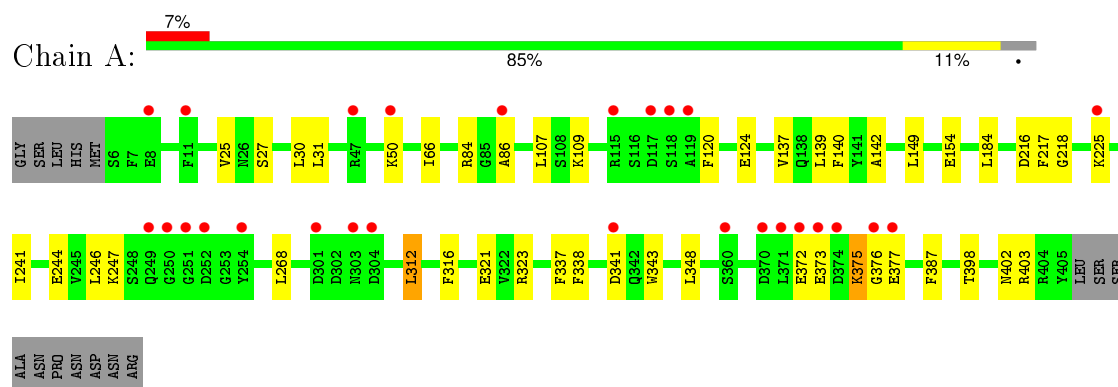 7%
Chain A:
85% 11% •
GLY SER LEU HIS MET S6 F7 E8 F11 V25 N26 S27 L30 L31 R47 K50 I66 R84 G85 A86 L107 S108 K109 R115 S116 D117 S118 Y119 F120 E124 V137 Q138 L139 F140 Y141 A142 L149 E154 L184 D216 F217 G218 K225
I241 E244 V245 L246 K247 S248 Q249 G250 G251 D252 G253 Y254 L268 D301 D302 N303 D304 L312 F316 E321 V322 R323 F337 F338 D341 Q342 W343 L348 S360 D370 L371 E372 E373 D374 K375 G376 E377 F387 T398 N402 R403 R404 Y405 LEU SER SER
ALA ASN PRO ASN ASP ASN ARG